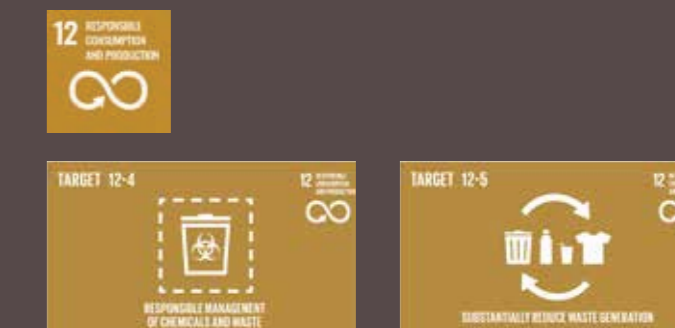 12 RESPONSIBLE
CONSUMPTION
AND PRODUCTION
TARGET 12-4
12
RESPONSIBLE MANAGEMENT
OF CHEMICALS AND WASTE
TARGET 12-5
12
SUBSTANTIALLY REDUCE WASTE GENERATION